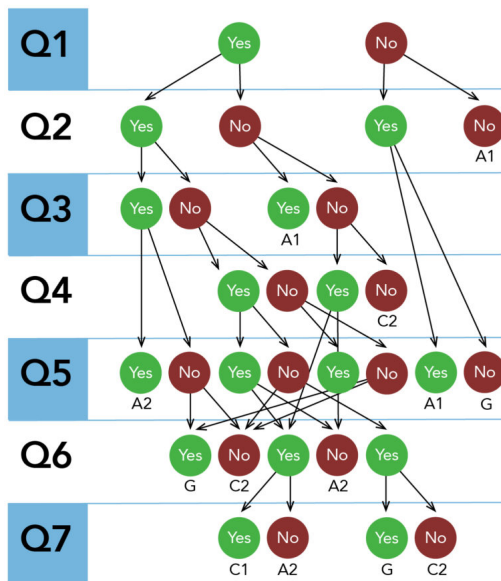 Q1 Yes No
Q2 Yes No Yes No
A1
Q3 Yes No Yes No
A1
Q4 Yes No Yes No
C2
Q5 Yes No Yes No Yes No Yes No
A2 A1 G
Q6 Yes No Yes No Yes
G C2 A2
Q7 Yes No Yes No
C1 A2 G C2